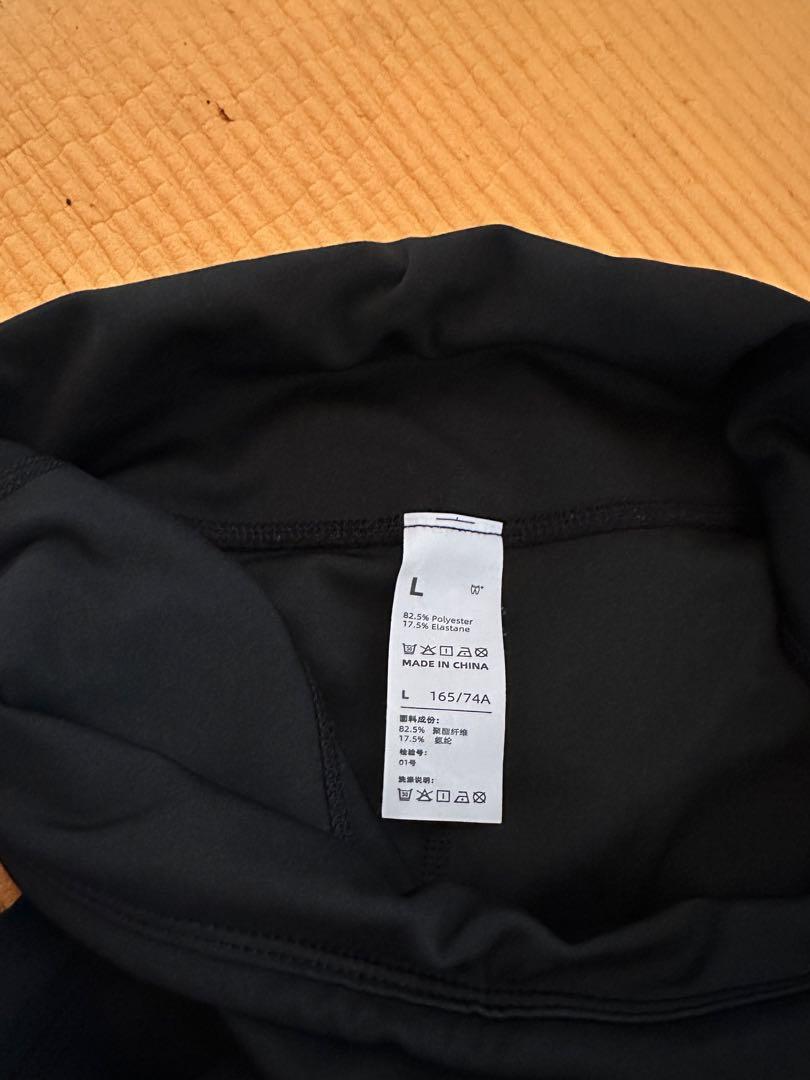 L
82.5% Polyester
17.5% Elastane
MADE IN CHINA
L 165/74A
面料成份:
82.5% 聚酯纤维
17.5% 氨纶
检验号:
01号
洗涤说明: